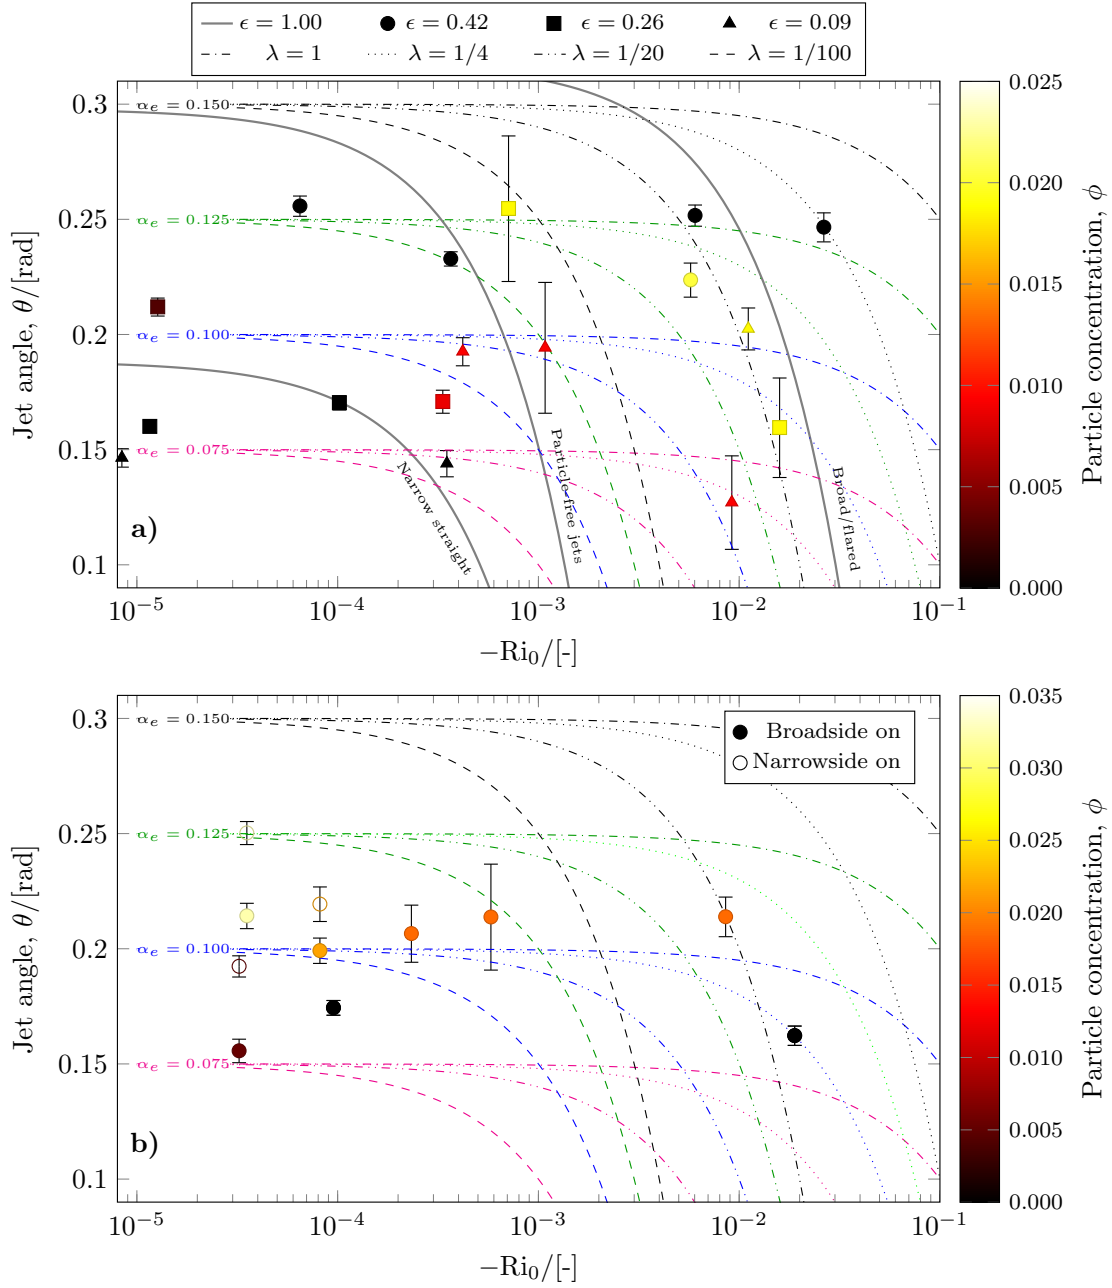 ϵ = 1.00 ϵ = 0.42 ϵ = 0.26 ϵ = 0.09
λ = 1 λ = 1/4 λ = 1/20 λ = 1/100
0.3
0.25
0.2
0.15
0.1
Jet angle, θ/[rad]
α_e = 0.150
α_e = 0.125
α_e = 0.100
α_e = 0.075
Narrow straight
Particle-free jets
Broad/flared
a)
10^{-5} 10^{-4} 10^{-3} 10^{-2} 10^{-1}
−Ri_0/[-]
0.025
0.020
0.015
0.010
0.005
0.000
Particle concentration, ϕ
0.3
0.25
0.2
0.15
0.1
Jet angle, θ/[rad]
α_e = 0.150
α_e = 0.125
α_e = 0.100
α_e = 0.075
Broadside on
Narrowside on
b)
10^{-5} 10^{-4} 10^{-3} 10^{-2} 10^{-1}
−Ri_0/[-]
0.035
0.030
0.025
0.020
0.015
0.010
0.005
0.000
Particle concentration, ϕ